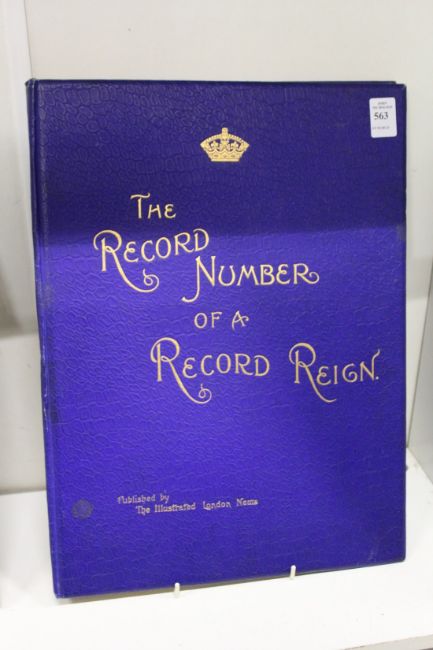 563
The
Record
Number
of a
Record Reign.
Published by
The Illustrated London News